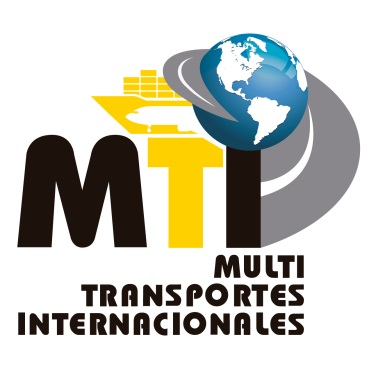 MTI
MULTI
TRANSPORTES
INTERNACIONALES